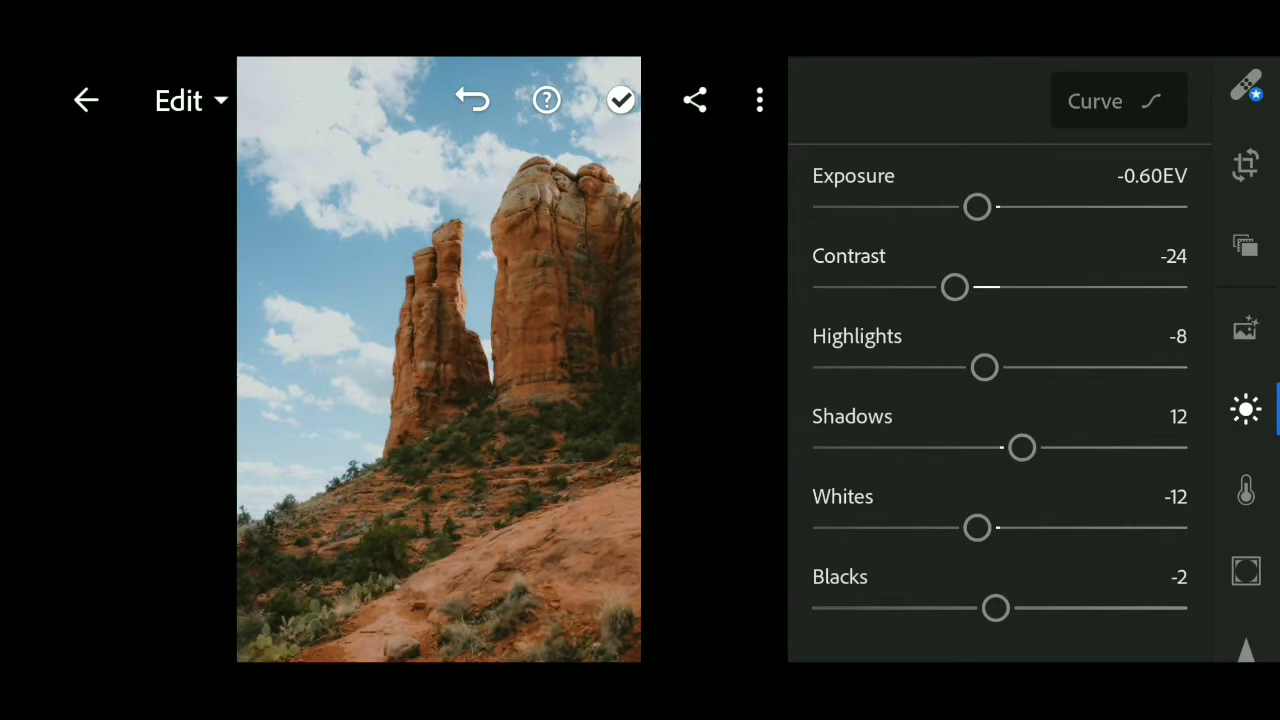 Edit
Curve
Exposure -0.60EV
Contrast -24
Highlights -8
Shadows 12
Whites -12
Blacks -2